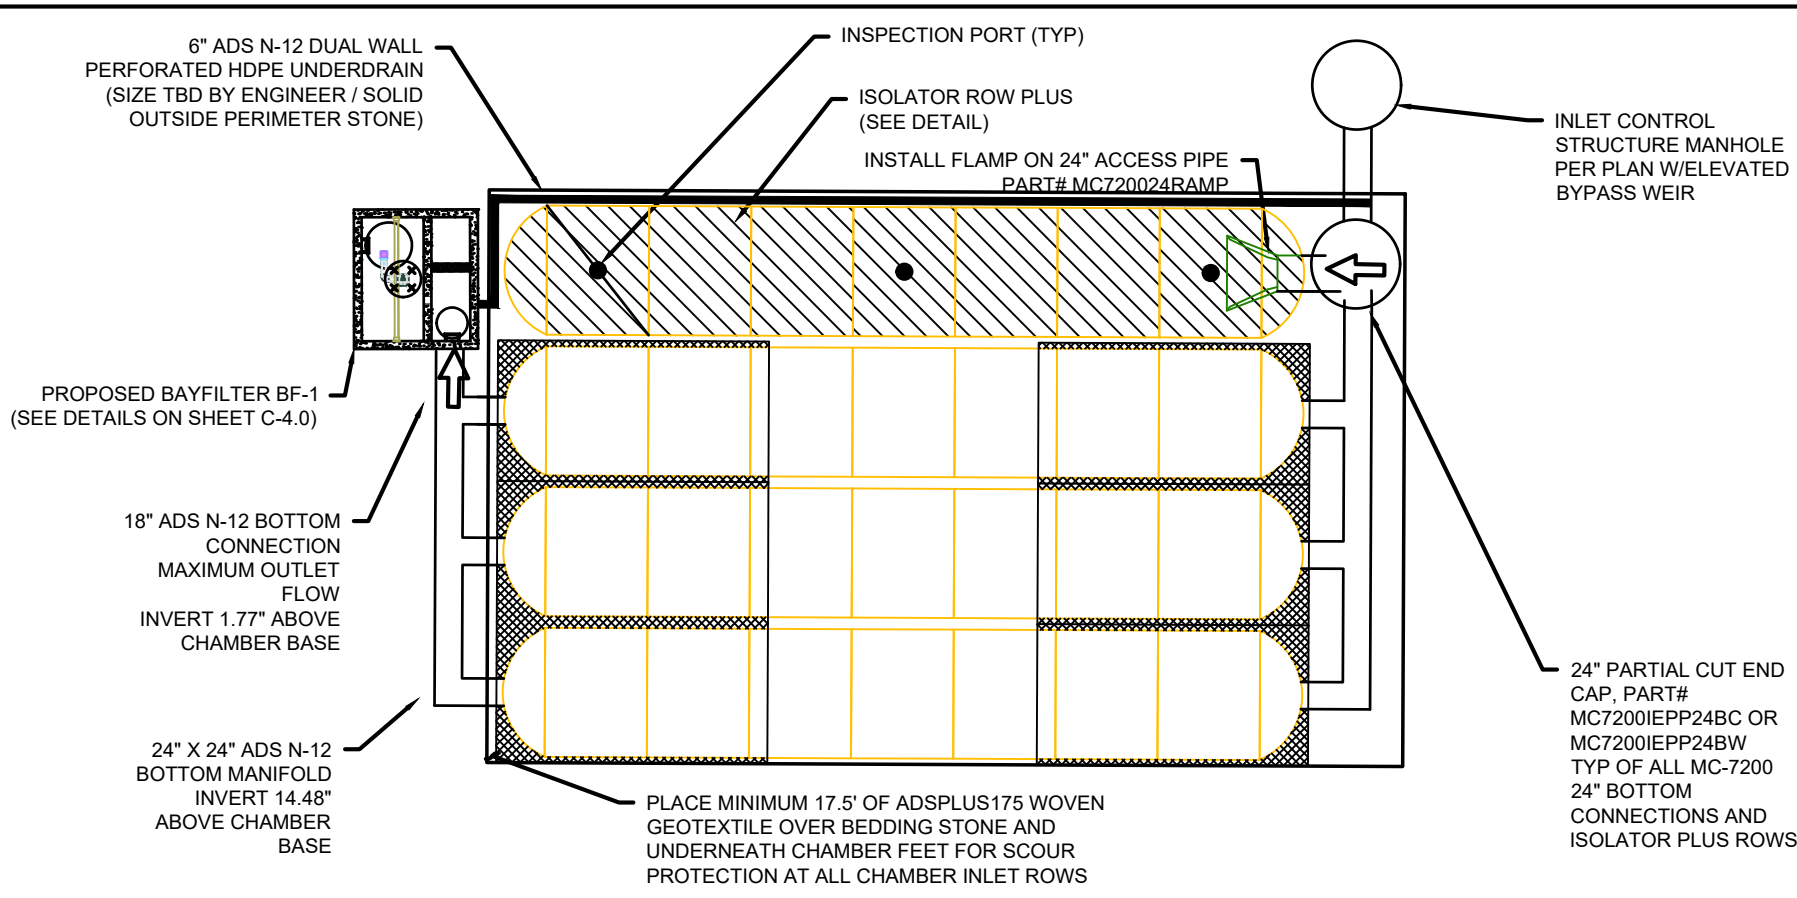 6" ADS N-12 DUAL WALL
PERFORATED HDPE UNDERDRAIN
(SIZE TBD BY ENGINEER / SOLID
OUTSIDE PERIMETER STONE)
INSPECTION PORT (TYP)
ISOLATOR ROW PLUS
(SEE DETAIL)
INSTALL FLAMP ON 24" ACCESS PIPE
PART# MC720024RAMP
INLET CONTROL
STRUCTURE MANHOLE
PER PLAN W/ELEVATED
BYPASS WEIR
PROPOSED BAYFILTER BF-1
(SEE DETAILS ON SHEET C-4.0)
18" ADS N-12 BOTTOM
CONNECTION
MAXIMUM OUTLET
FLOW
INVERT 1.77" ABOVE
CHAMBER BASE
24" X 24" ADS N-12
BOTTOM MANIFOLD
INVERT 14.48"
ABOVE CHAMBER
BASE
PLACE MINIMUM 17.5' OF ADSPLUS175 WOVEN
GEOTEXTILE OVER BEDDING STONE AND
UNDERNEATH CHAMBER FEET FOR SCOUR
PROTECTION AT ALL CHAMBER INLET ROWS
24" PARTIAL CUT END
CAP, PART#
MC7200IEPP24BC OR
MC7200IEPP24BW
TYP OF ALL MC-7200
24" BOTTOM
CONNECTIONS AND
ISOLATOR PLUS ROWS